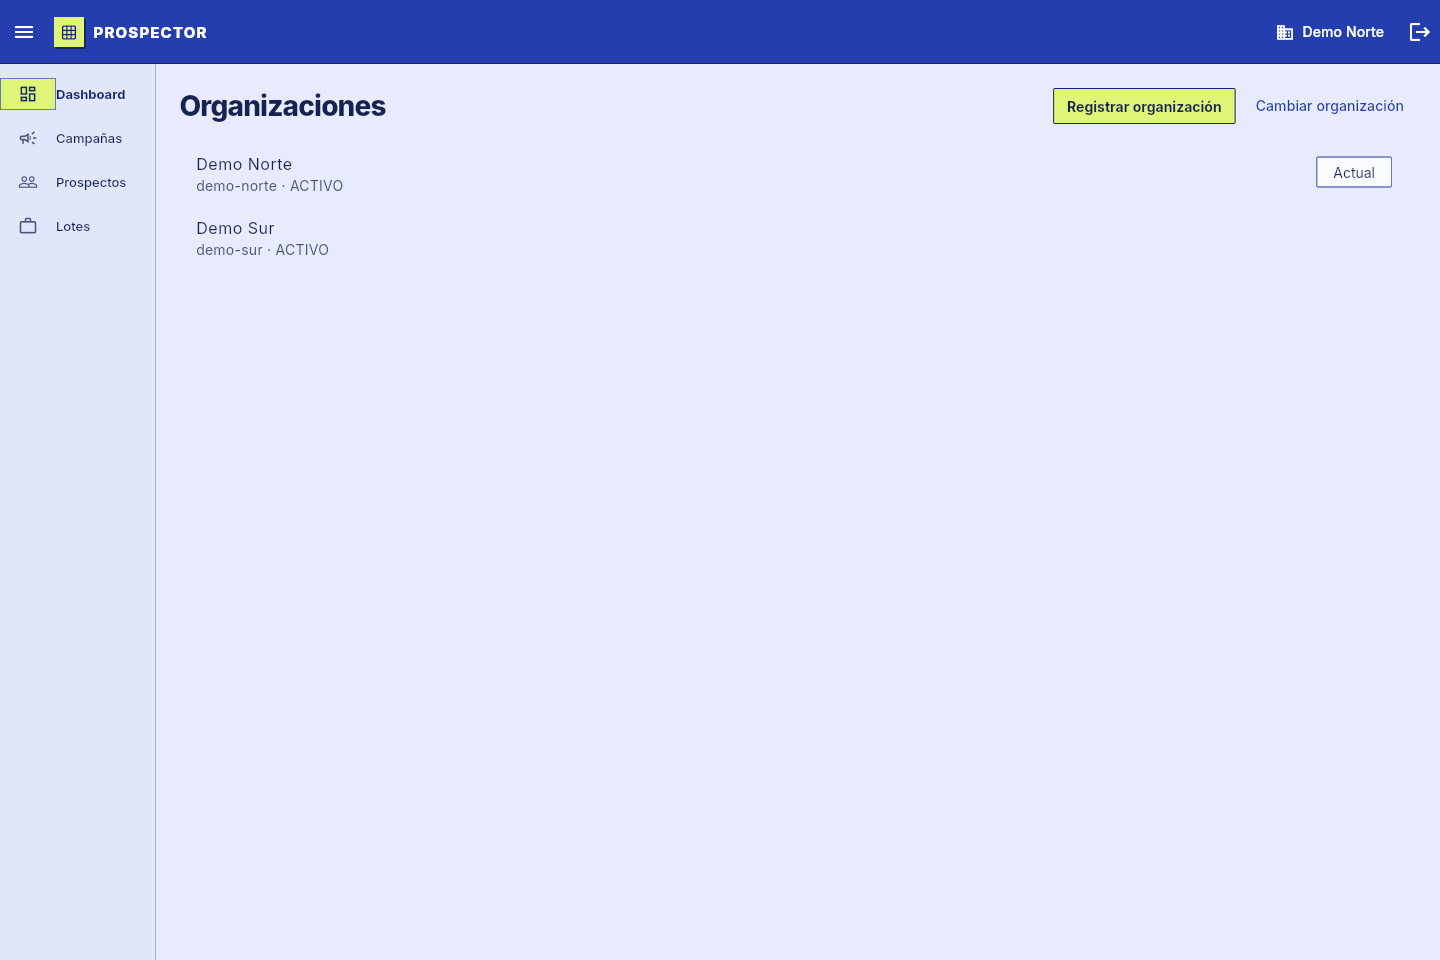 PROSPECTOR
Demo Norte
Dashboard
Campañas
Prospectos
Lotes
Organizaciones
Registrar organización
Cambiar organización
Demo Norte
demo-norte · ACTIVO
Actual
Demo Sur
demo-sur · ACTIVO